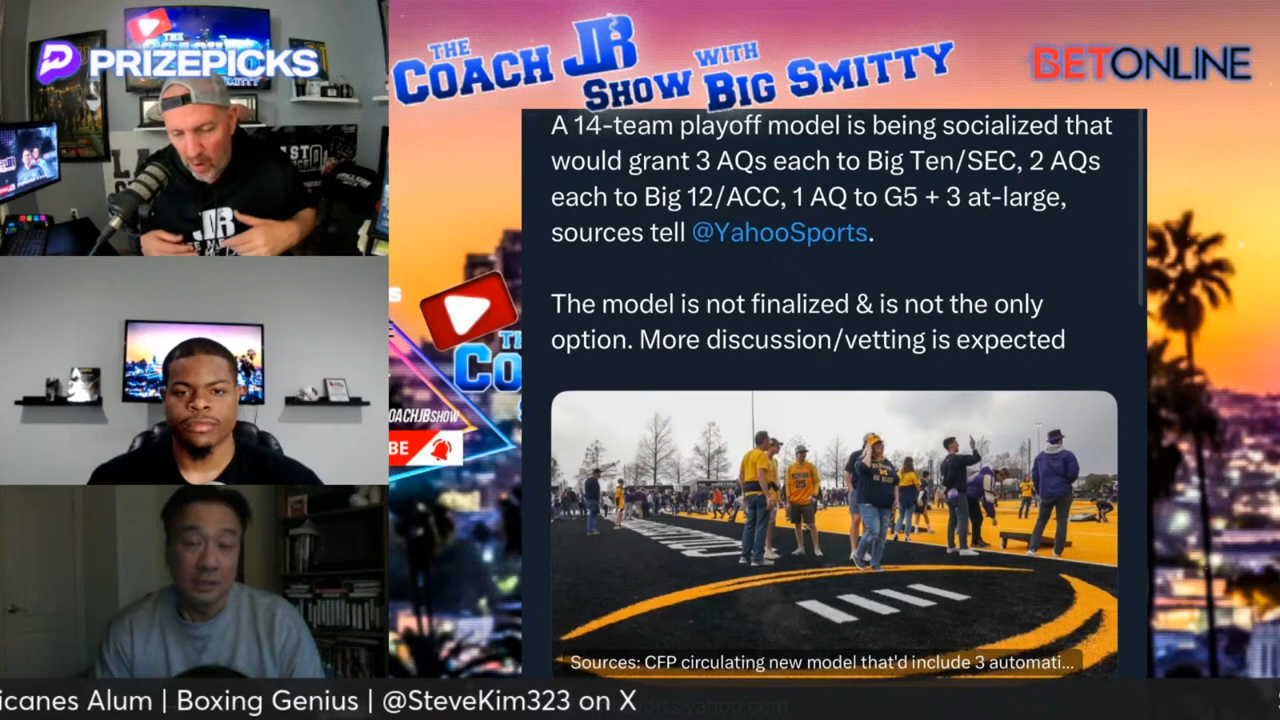 PRIZEPICKS
THE COACH JB SHOW WITH BIG SMITTY
BETONLINE
A 14-team playoff model is being socialized that
would grant 3 AQs each to Big Ten/SEC, 2 AQs
each to Big 12/ACC, 1 AQ to G5 + 3 at-large,
sources tell @YahooSports.
The model is not finalized & is not the only
option. More discussion/vetting is expected
Sources: CFP circulating new model that'd include 3 automati...
OACHJBSHOW
BE
JB
icanes Alum | Boxing Genius | @SteveKim323 on X